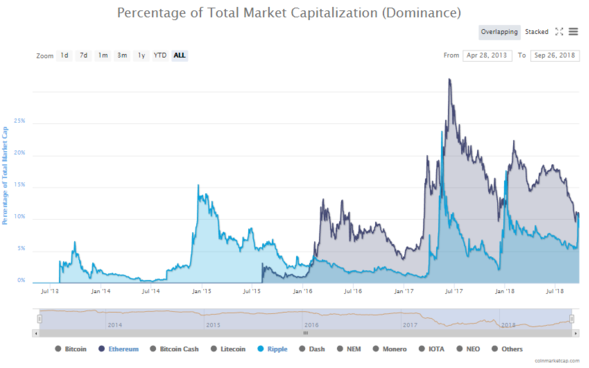 Percentage of Total Market Capitalization (Dominance)
Overlapping Stacked
Zoom 1d 7d 1m 3m 1y YTD ALL
From Apr 28, 2013 To Sep 26, 2018
Percentage of Total Market Cap
25%
20%
15%
10%
5%
0%
Jul '13 Jan '14 Jul '14 Jan '15 Jul '15 Jan '16 Jul '16 Jan '17 Jul '17 Jan '18 Jul '18
2014 2015 2016 2017 2018
Bitcoin Ethereum Bitcoin Cash Litecoin Ripple Dash NEM Monero IOTA NEO Others
coinmarketcap.com